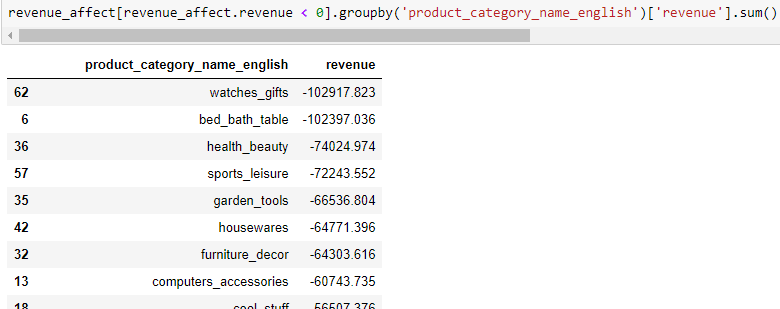 revenue_affect[revenue_affect.revenue < 0].groupby('product_category_name_english')['revenue'].sum()
product_category_name_english revenue
62 watches_gifts -102917.823
6 bed_bath_table -102397.036
36 health_beauty -74024.974
57 sports_leisure -72243.552
35 garden_tools -66536.804
42 housewares -64771.396
32 furniture_decor -64303.616
13 computers_accessories -60743.735
18 cool_stuff -56507.376